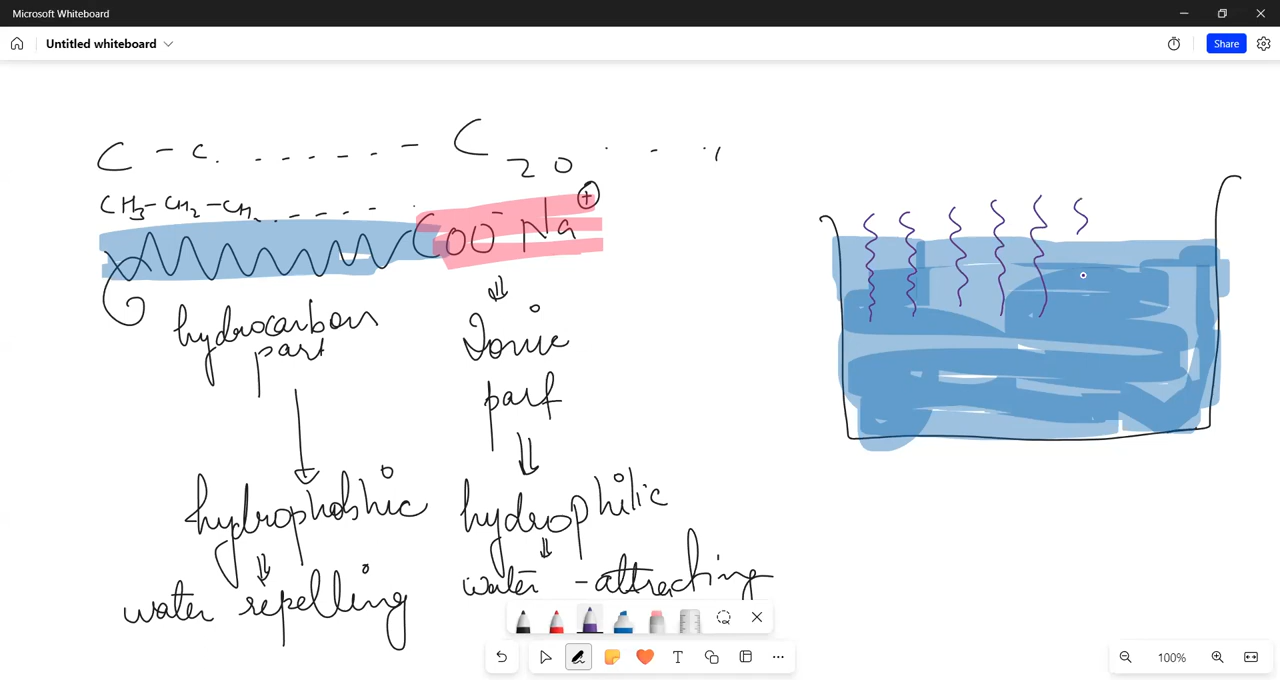 Microsoft Whiteboard
Untitled whiteboard
Share
C - C. ------- C20 . . . .
CH3-CH2-CH2 - - - - -
COO⁻Na⁺
hydrocarbon
part
Ionic
part
hydrophobhic
hydrophilic
water repelling
water - attracting
100%